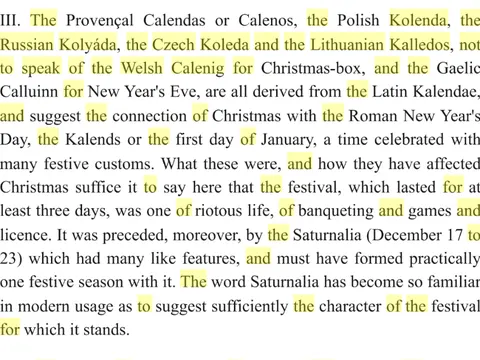 III. The Provençal Calendas or Calenos, the Polish Kolenda, the
Russian Kolyáda, the Czech Koleda and the Lithuanian Kalledos, not
to speak of the Welsh Calenig for Christmas-box, and the Gaelic
Calluinn for New Year's Eve, are all derived from the Latin Kalendae,
and suggest the connection of Christmas with the Roman New Year's
Day, the Kalends or the first day of January, a time celebrated with
many festive customs. What these were, and how they have affected
Christmas suffice it to say here that the festival, which lasted for at
least three days, was one of riotous life, of banqueting and games and
licence. It was preceded, moreover, by the Saturnalia (December 17 to
23) which had many like features, and must have formed practically
one festive season with it. The word Saturnalia has become so familiar
in modern usage as to suggest sufficiently the character of the festival
for which it stands.